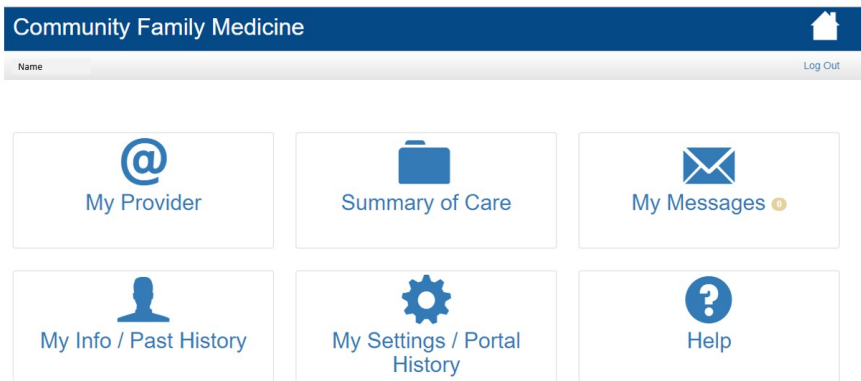 Community Family Medicine
Name
Log Out
@
My Provider
Summary of Care
My Messages 0
My Info / Past History
My Settings / Portal
History
?
Help